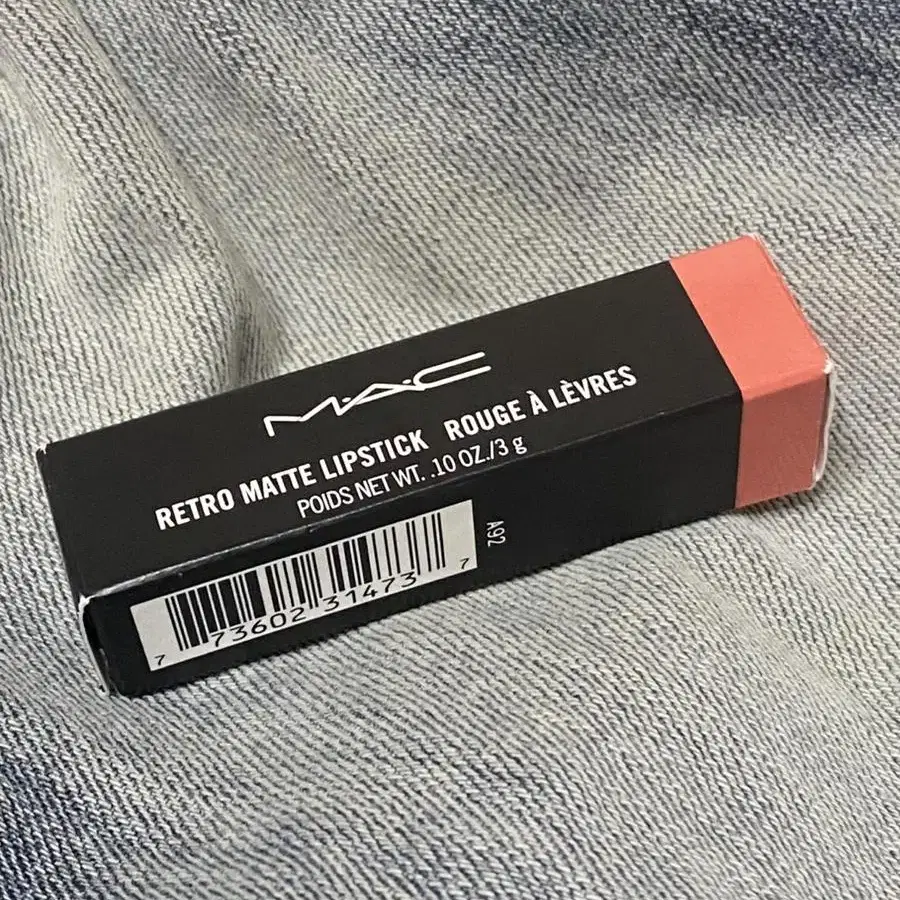 M·A·C
RETRO MATTE LIPSTICK ROUGE À LÈVRES
POIDS NET WT. .10 OZ./3 g
A92
7 73602 31473 7